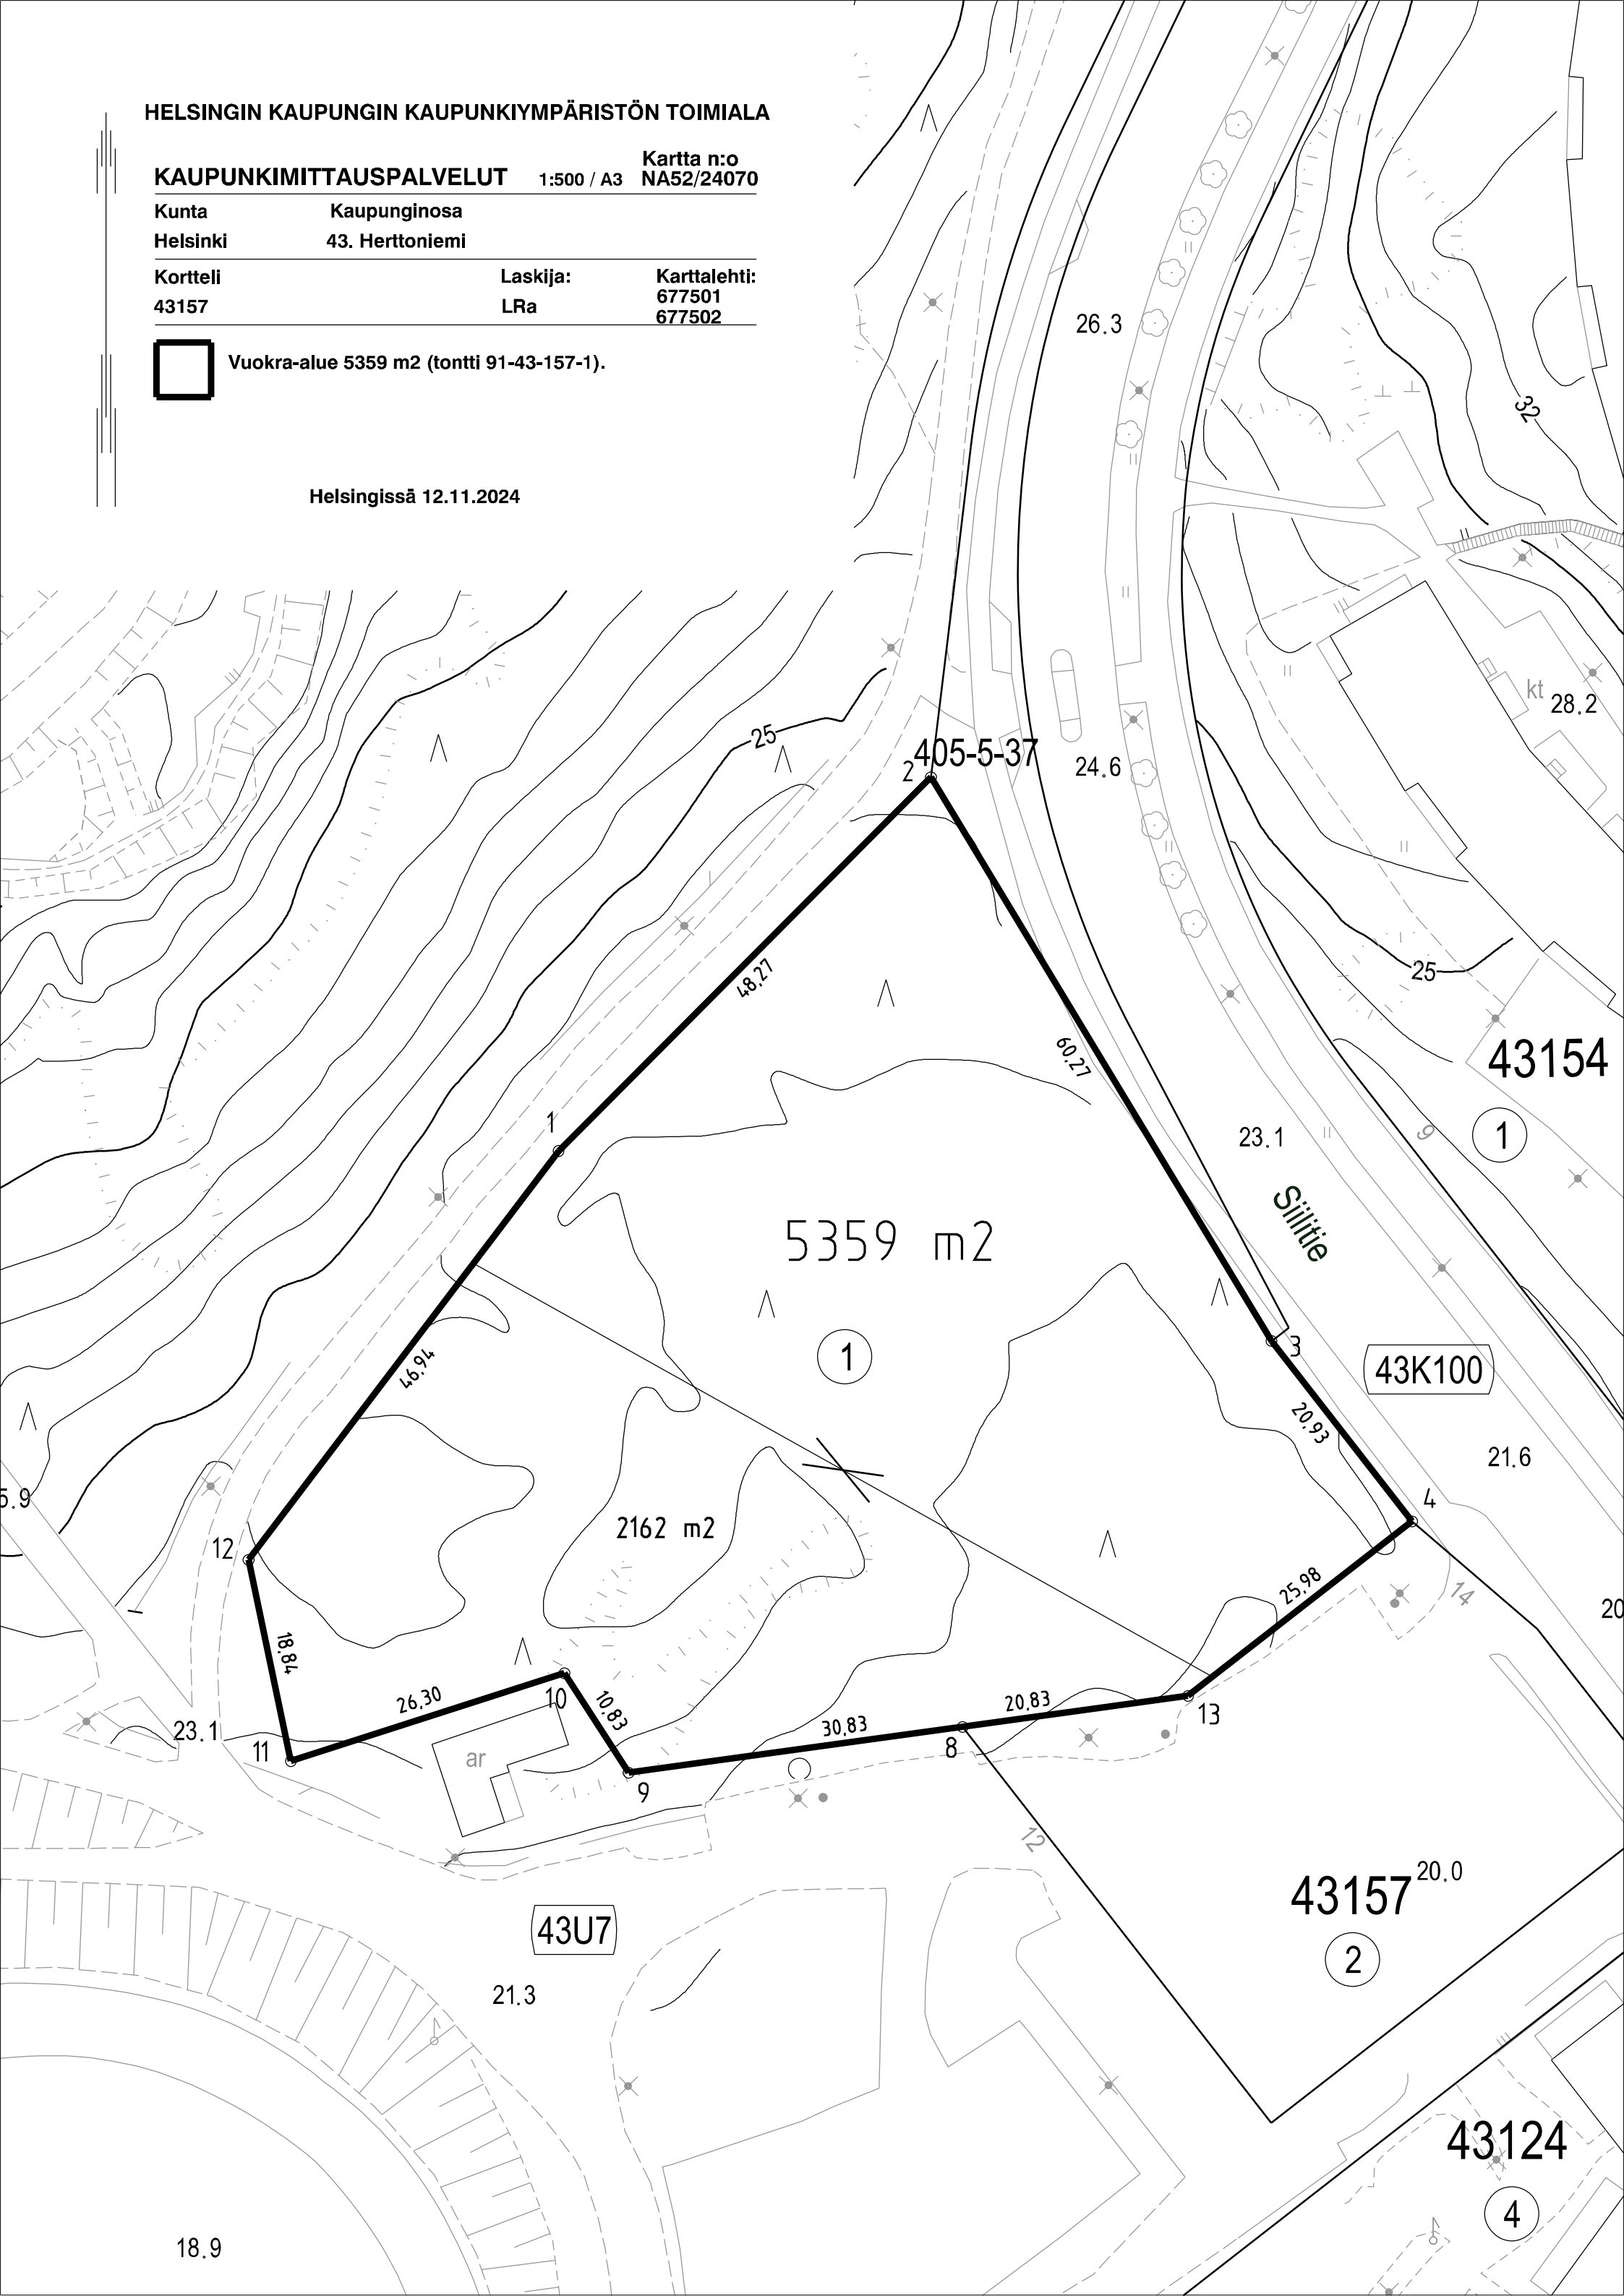 HELSINGIN KAUPUNGIN KAUPUNKIYMPÄRISTÖN TOIMIALA
KAUPUNKIMITTAUSPALVELUT 1:500 / A3 Kartta n:o NA52/24070
Kunta Kaupunginosa
Helsinki 43. Herttoniemi
Kortteli Laskija: Karttalehti:
43157 LRa 677501
677502
Vuokra-alue 5359 m2 (tontti 91-43-157-1).
Helsingissä 12.11.2024
26.3
32
kt 28.2
25
405-5-37
2
24.6
48.27
25
60.27
43154
1
1
23.1
9
Siilitie
5359 m2
1
3
43K100
46.94
20.93
21.6
5.9
4
2162 m2
12
25.98
14
20
18.84
26.30
10
10.83
20.83
13
23.1
11
30.83
8
ar
9
12
43157 20.0
2
43U7
21.3
43124
4
18.9